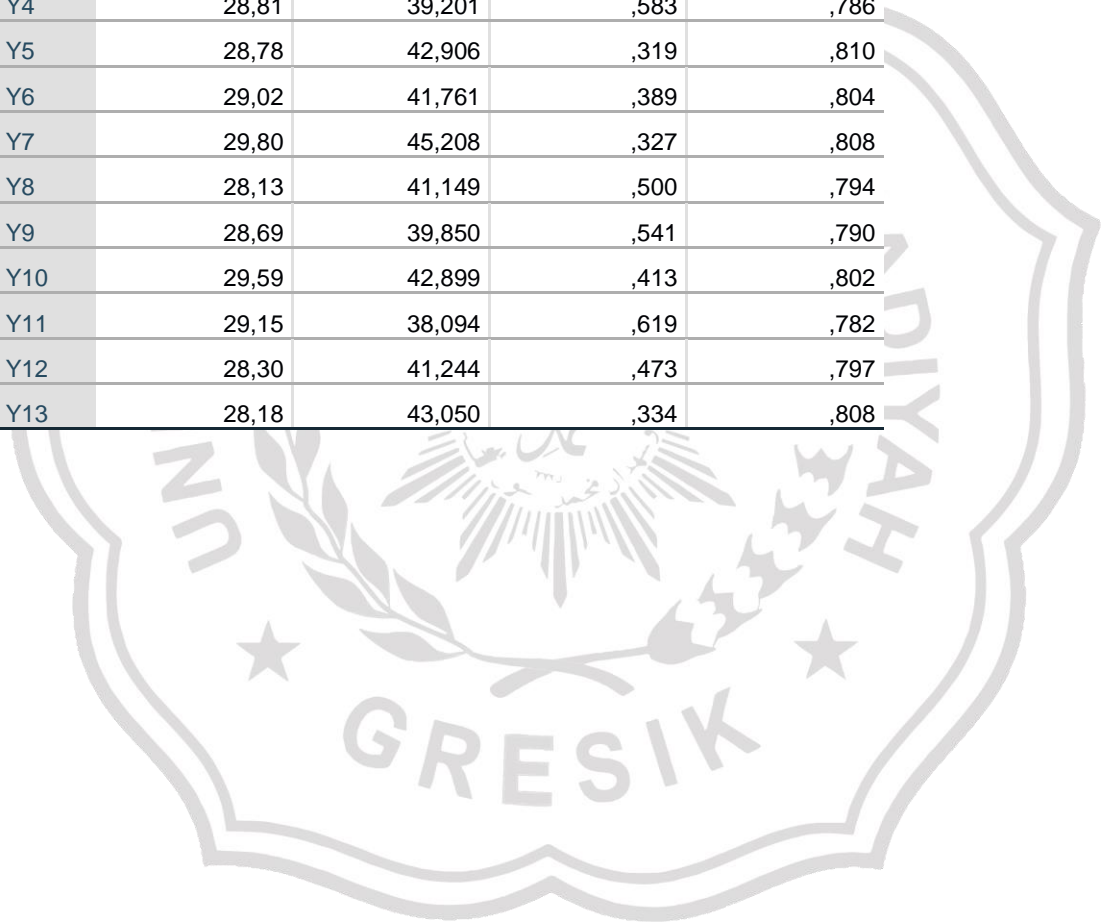 Y4 28,81 39,201 ,583 ,786
Y5 28,78 42,906 ,319 ,810
Y6 29,02 41,761 ,389 ,804
Y7 29,80 45,208 ,327 ,808
Y8 28,13 41,149 ,500 ,794
Y9 28,69 39,850 ,541 ,790
Y10 29,59 42,899 ,413 ,802
Y11 29,15 38,094 ,619 ,782
Y12 28,30 41,244 ,473 ,797
Y13 28,18 43,050 ,334 ,808
UN
ADIYAH
GRESIK